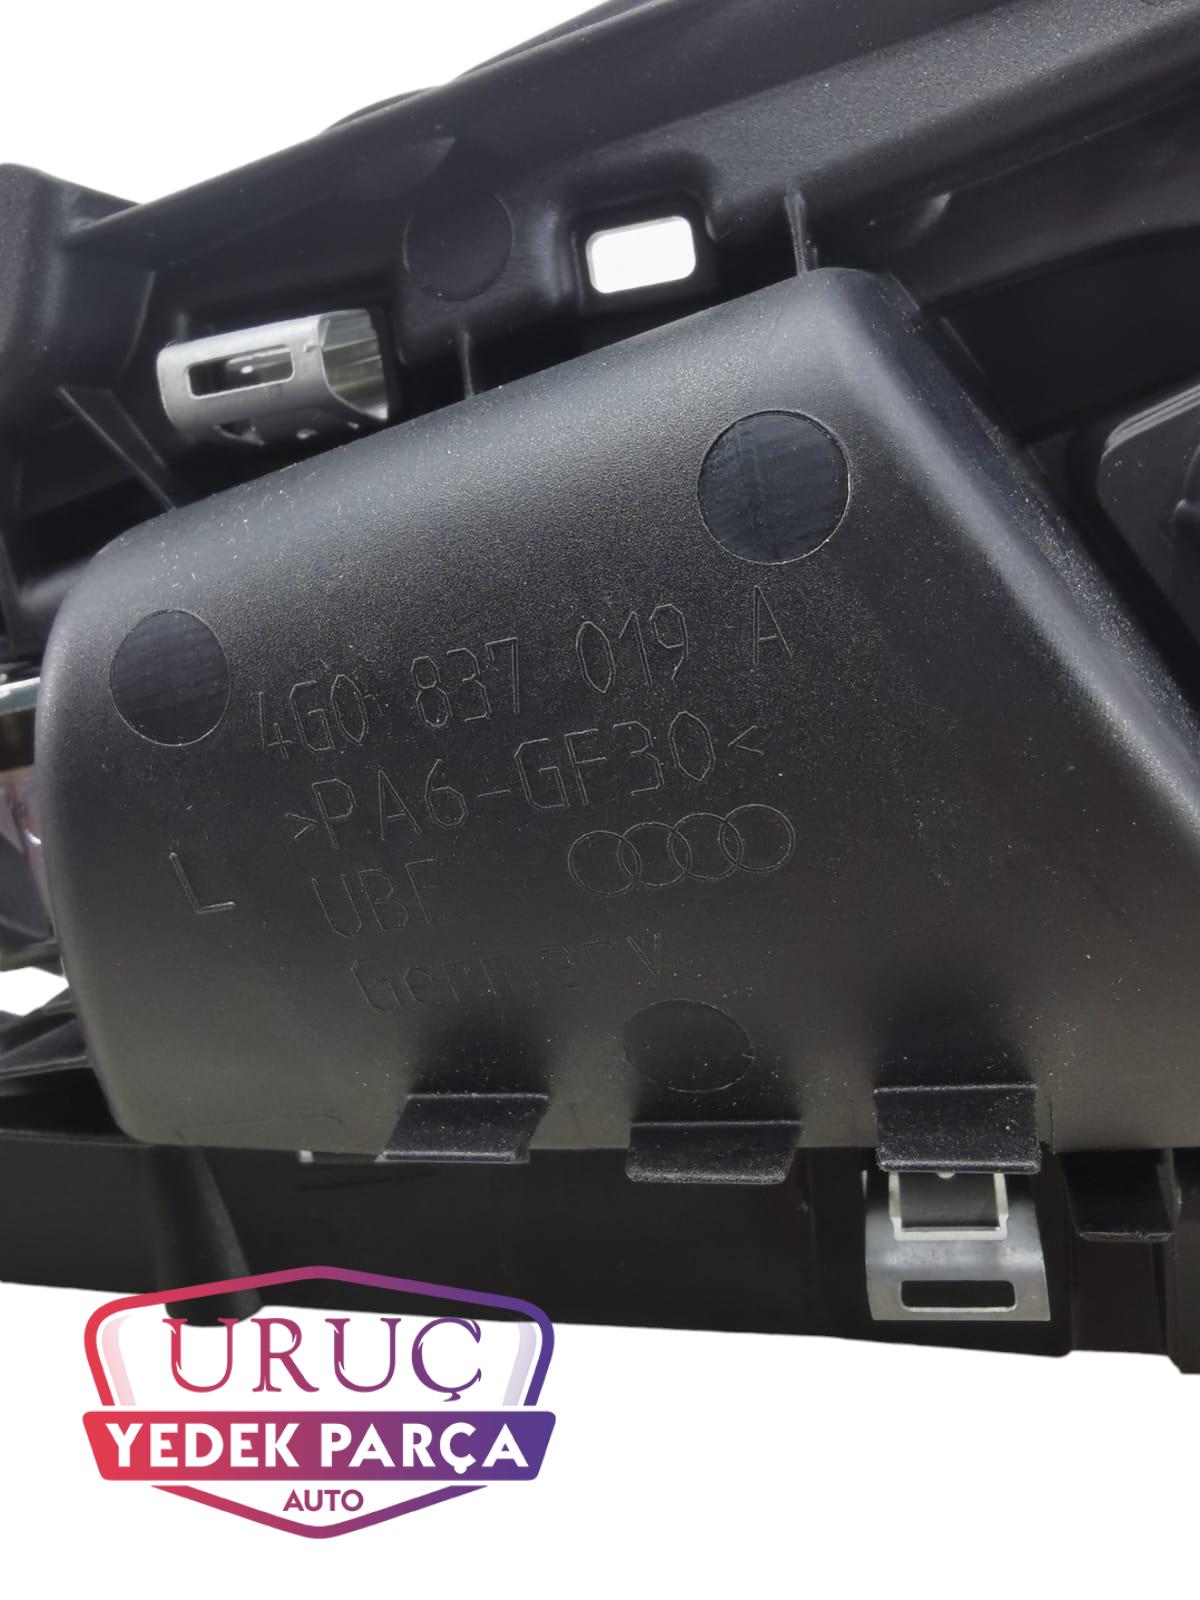 4G0 837 019 A
>PA6-GF30<
L UBF
Germany
URUÇ
YEDEK PARÇA
AUTO